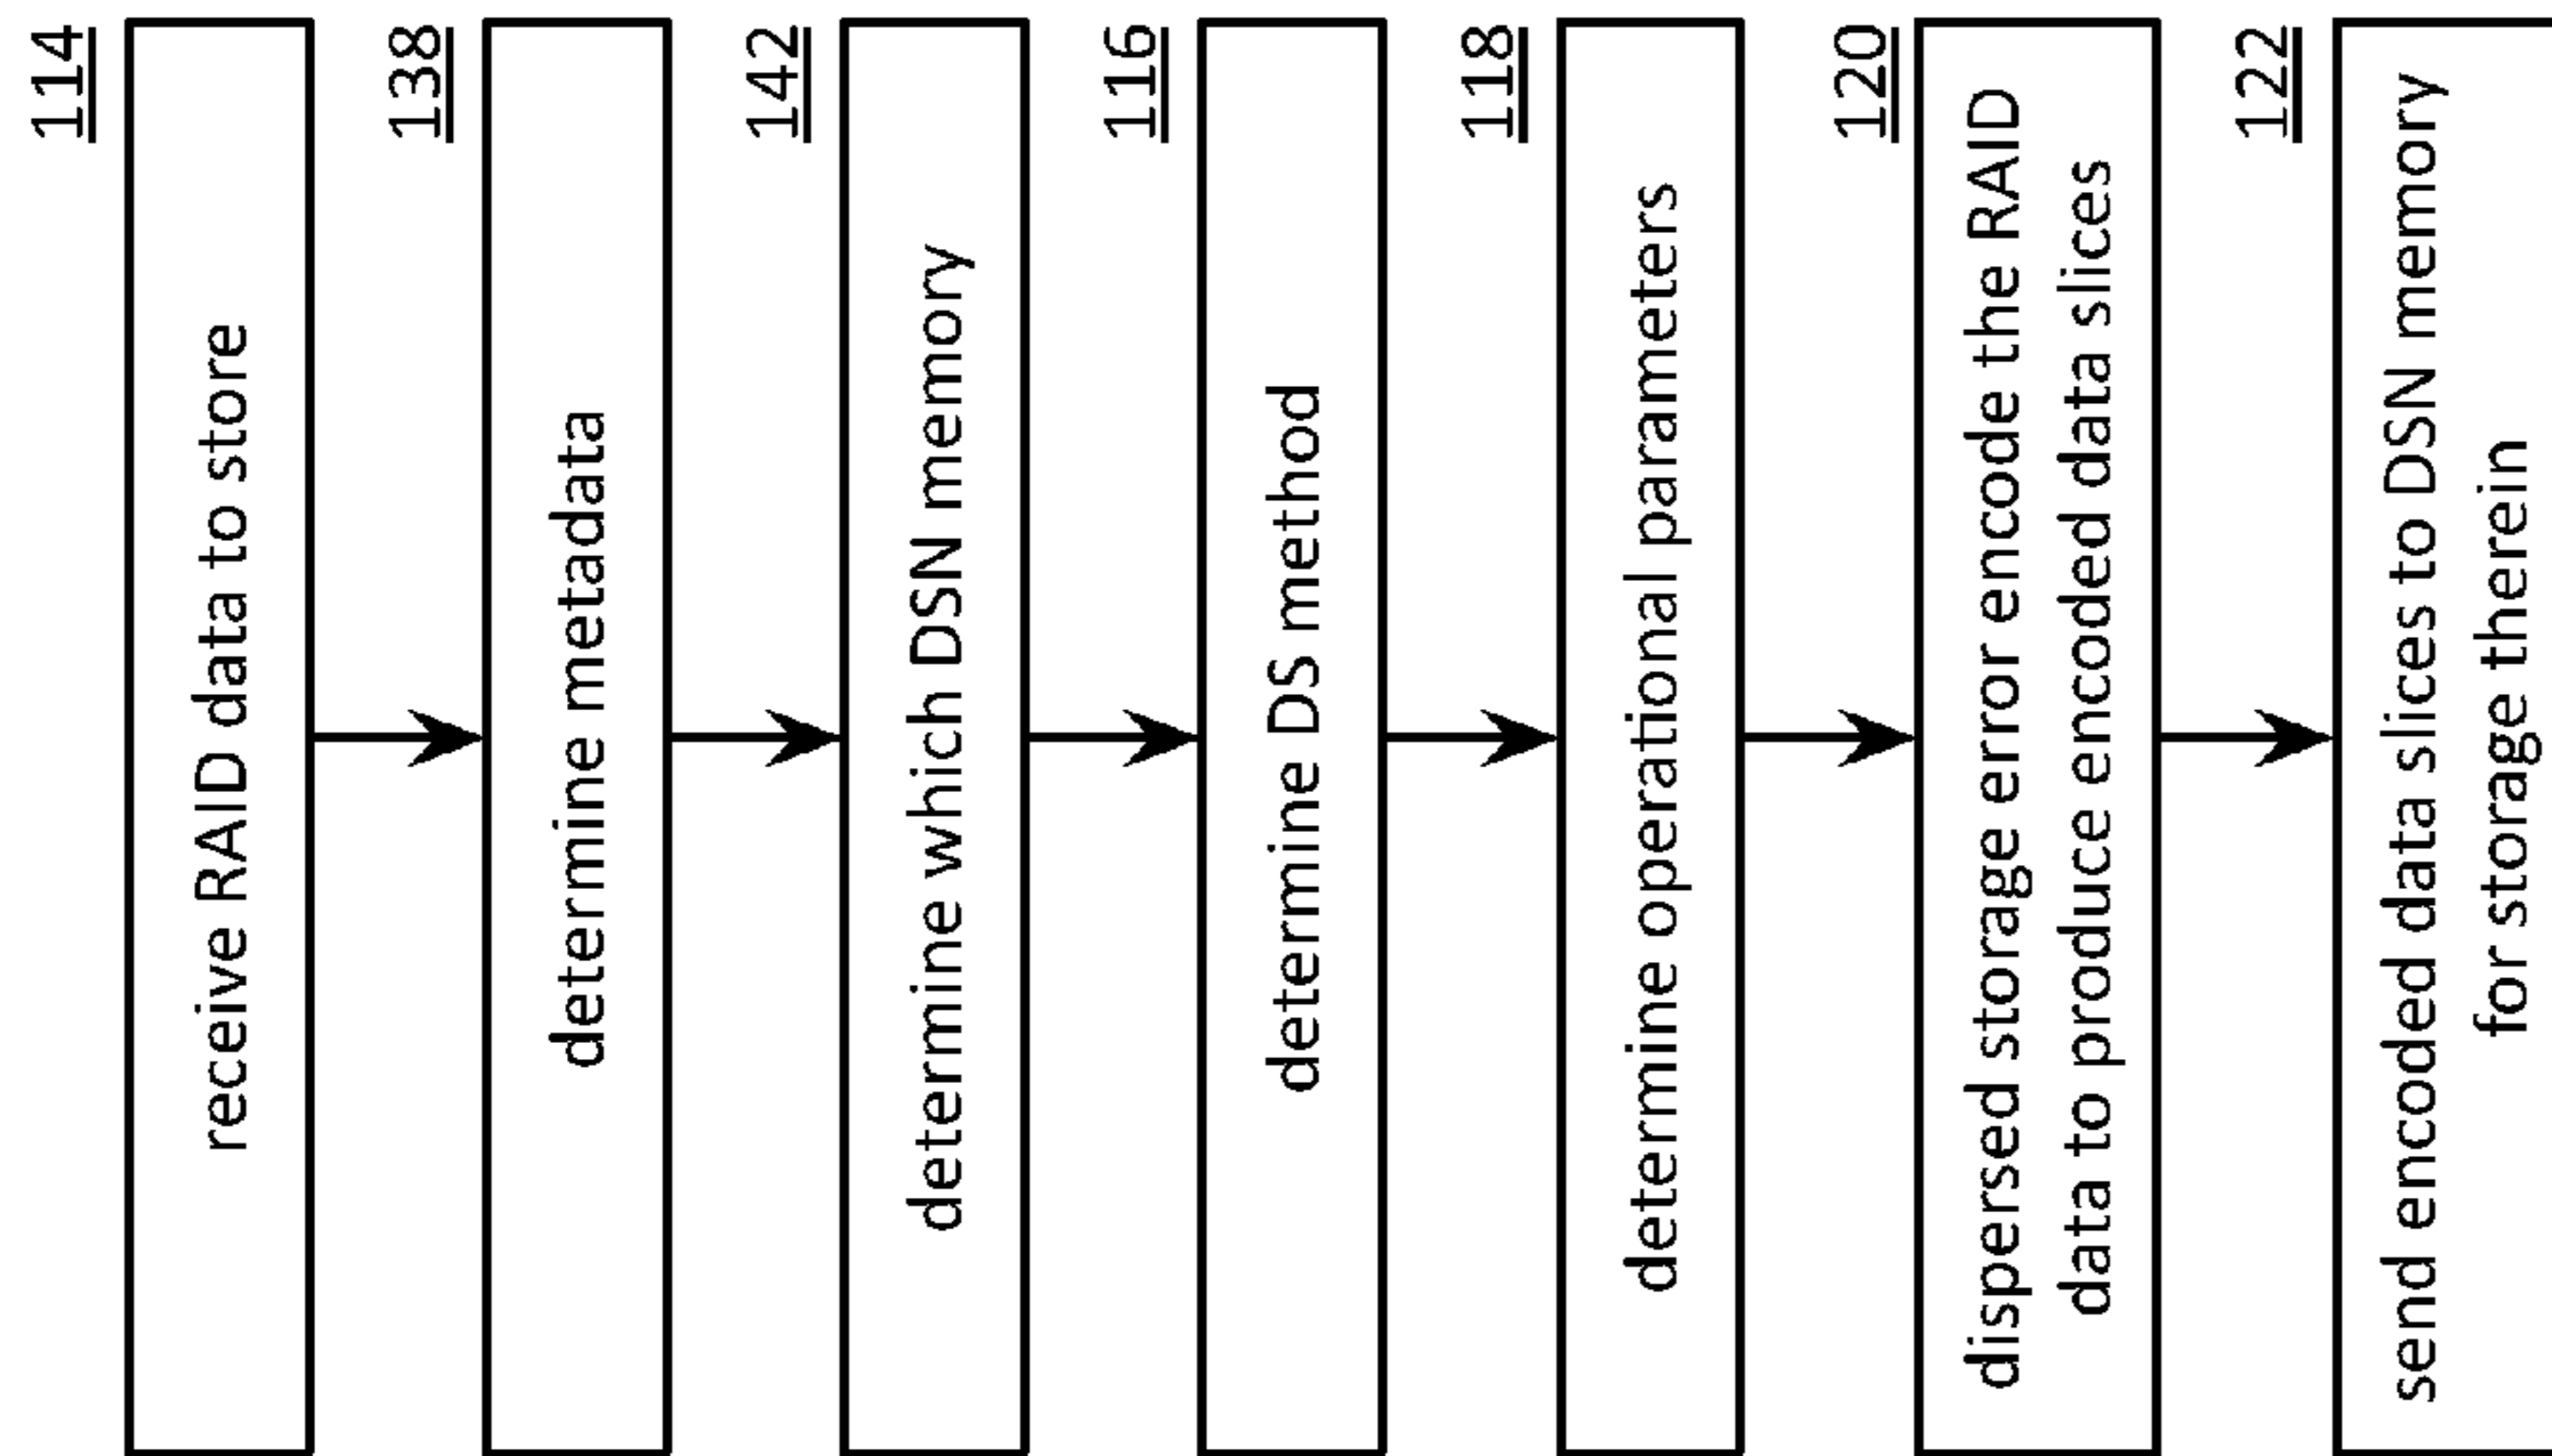 114
receive RAID data to store
138
determine metadata
142
determine which DSN memory
116
determine DS method
118
determine operational parameters
120
dispersed storage error encode the RAID
data to produce encoded data slices
122
send encoded data slices to DSN memory
for storage therein